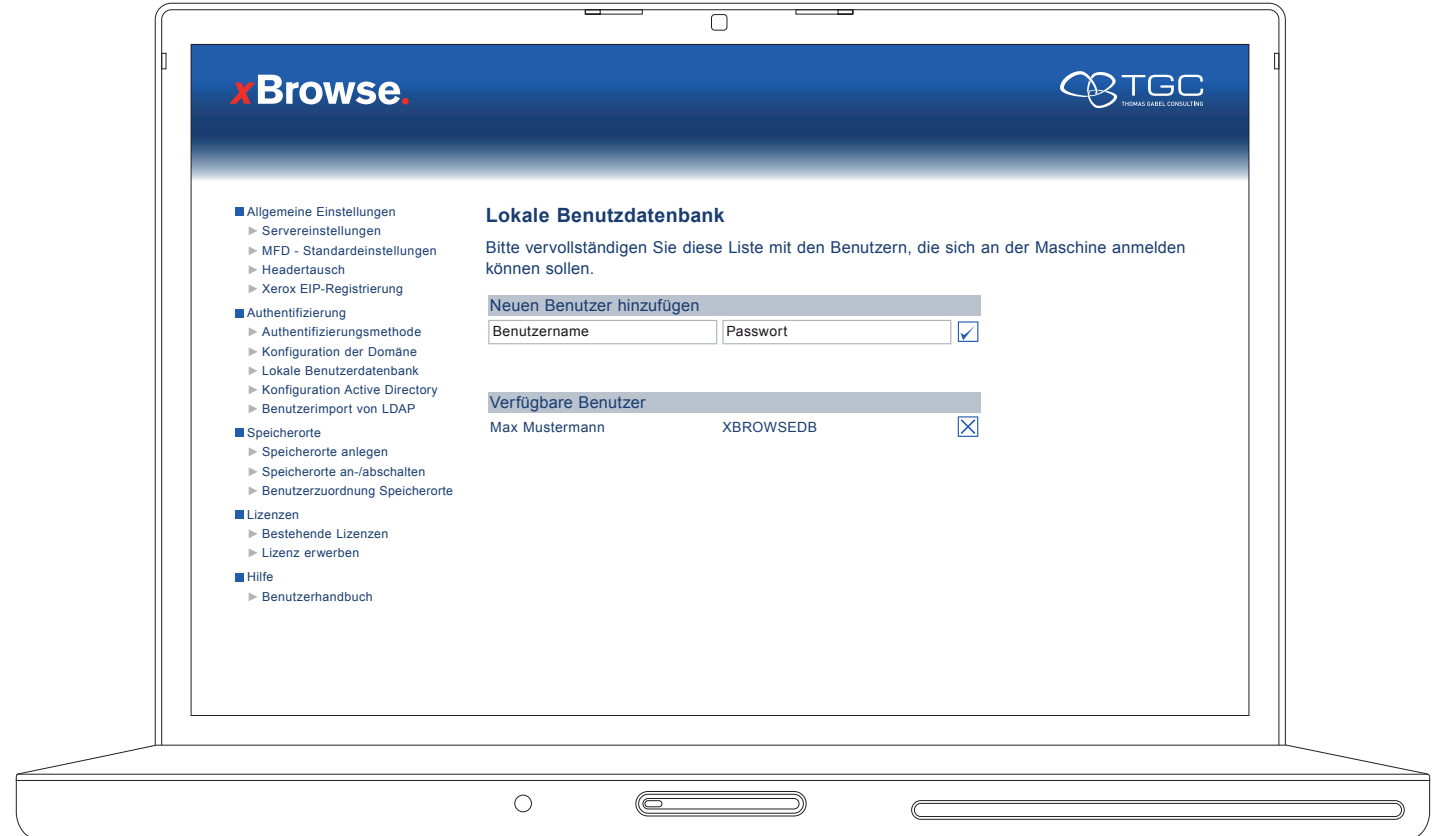 xBrowse.
TGC
THOMAS GABEL CONSULTING
Allgemeine Einstellungen
Servereinstellungen
MFD - Standardeinstellungen
Headertausch
Xerox EIP-Registrierung
Authentifizierung
Authentifizierungsmethode
Konfiguration der Domäne
Lokale Benutzerdatenbank
Konfiguration Active Directory
Benutzerimport von LDAP
Speicherorte
Speicherorte anlegen
Speicherorte an-/abschalten
Benutzerzuordnung Speicherorte
Lizenzen
Bestehende Lizenzen
Lizenz erwerben
Hilfe
Benutzerhandbuch
Lokale Benutzdatenbank
Bitte vervollständigen Sie diese Liste mit den Benutzern, die sich an der Maschine anmelden
können sollen.
Neuen Benutzer hinzufügen
Benutzername Passwort
Verfügbare Benutzer
Max Mustermann XBROWSEDB